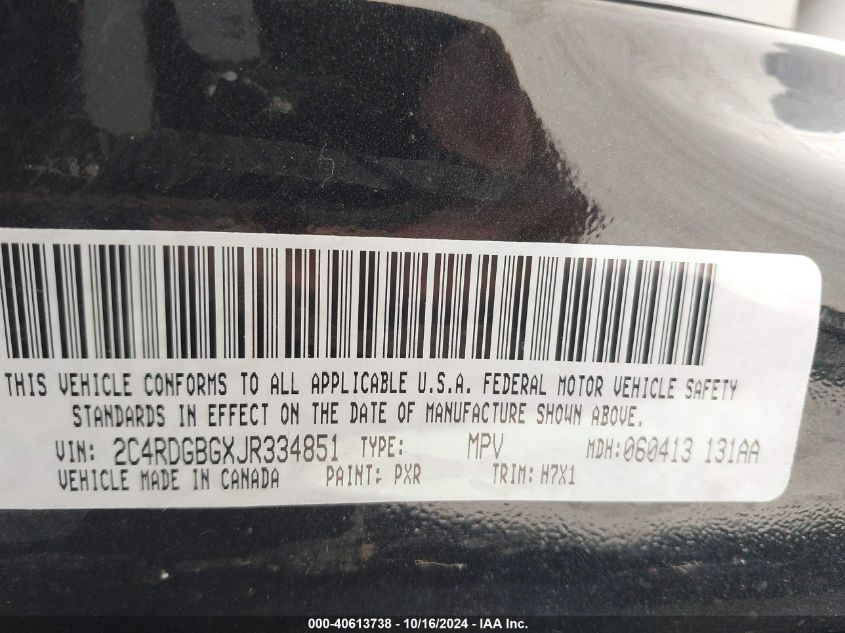 THIS VEHICLE CONFORMS TO ALL APPLICABLE U.S.A. FEDERAL MOTOR VEHICLE SAFETY
STANDARDS IN EFFECT ON THE DATE OF MANUFACTURE SHOWN ABOVE.
VIN: 2C4RDGBGXJR334851 TYPE: MPV MDH:060413 131AA
VEHICLE MADE IN CANADA PAINT: PXR TRIM: H7X1
000-40613738 - 10/16/2024 - IAA Inc.